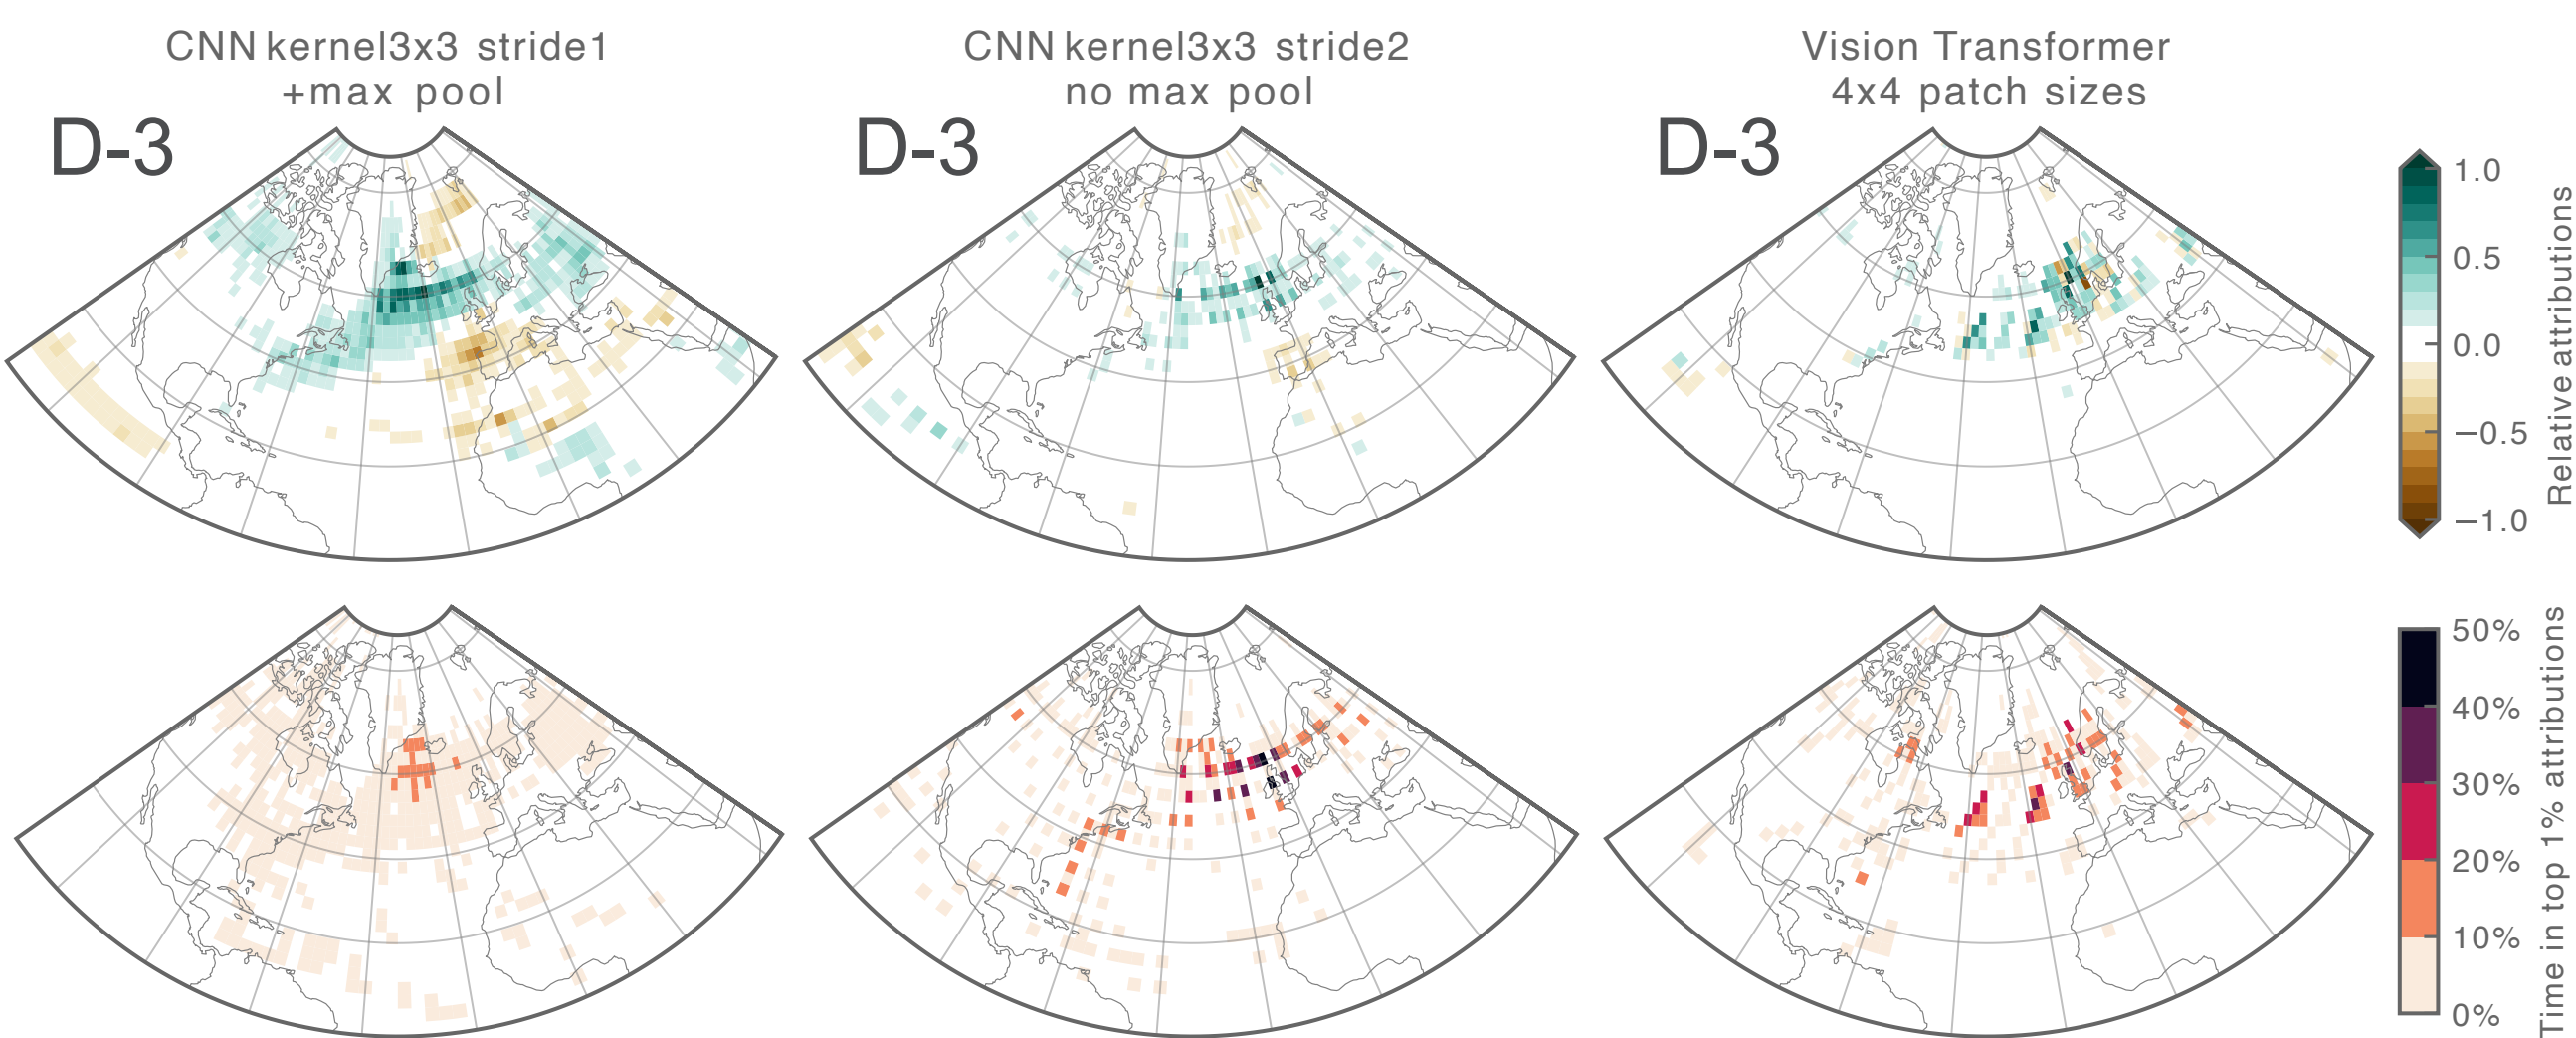 CNN kernel3x3 stride1
+max pool
CNN kernel3x3 stride2
no max pool
Vision Transformer
4x4 patch sizes
D-3
D-3
D-3
1.0
0.5
0.0
−0.5
−1.0
Relative attributions
50%
40%
30%
20%
10%
0%
Time in top 1% attributions